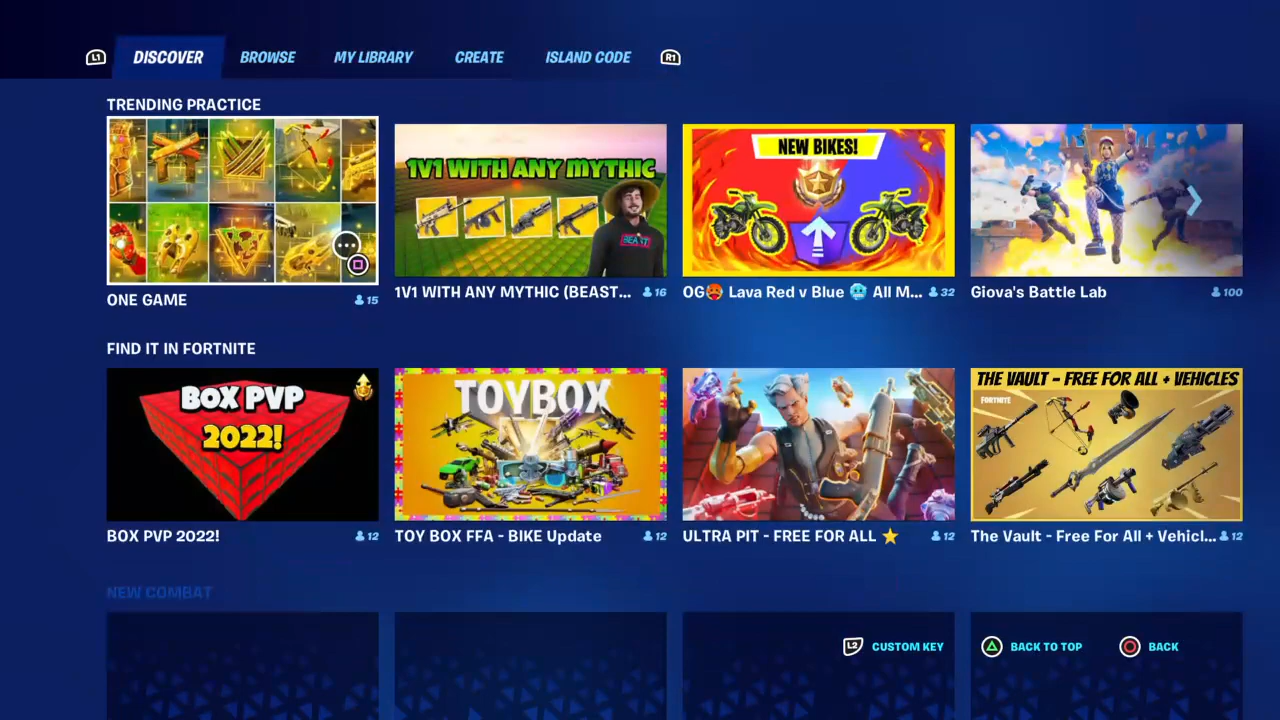 L1
DISCOVER
BROWSE
MY LIBRARY
CREATE
ISLAND CODE
R1
TRENDING PRACTICE
1V1 WITH ANY MYTHIC
BEAST
NEW BIKES!
ONE GAME
15
1V1 WITH ANY MYTHIC (BEAST...
16
OG🥵 Lava Red v Blue 🥶 All M...
32
Giova's Battle Lab
100
FIND IT IN FORTNITE
BOX PVP
2022!
TOYBOX
THE VAULT - FREE FOR ALL + VEHICLES
FORTNITE
BOX PVP 2022!
12
TOY BOX FFA - BIKE Update
12
ULTRA PIT - FREE FOR ALL ⭐
12
The Vault - Free For All + Vehicl...
12
NEW COMBAT
L2
CUSTOM KEY
BACK TO TOP
BACK